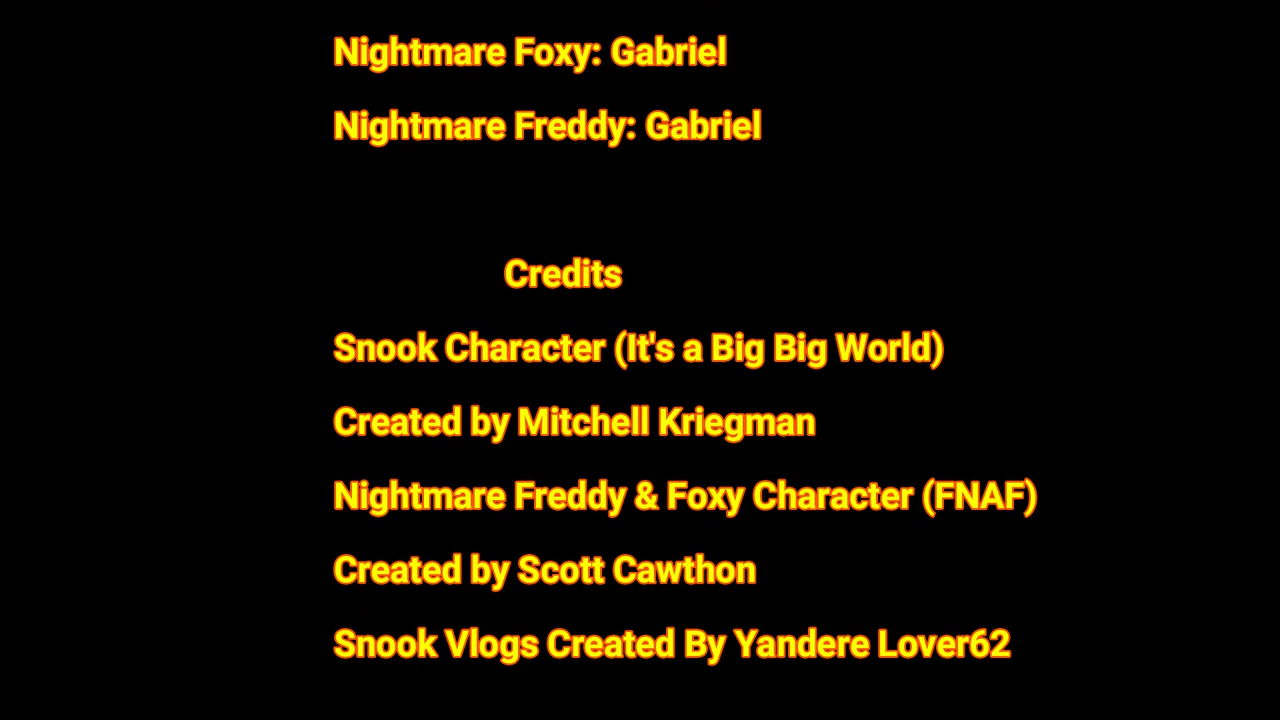 Nightmare Foxy: Gabriel
Nightmare Freddy: Gabriel
Credits
Snook Character (It's a Big Big World)
Created by Mitchell Kriegman
Nightmare Freddy & Foxy Character (FNAF)
Created by Scott Cawthon
Snook Vlogs Created By Yandere Lover62